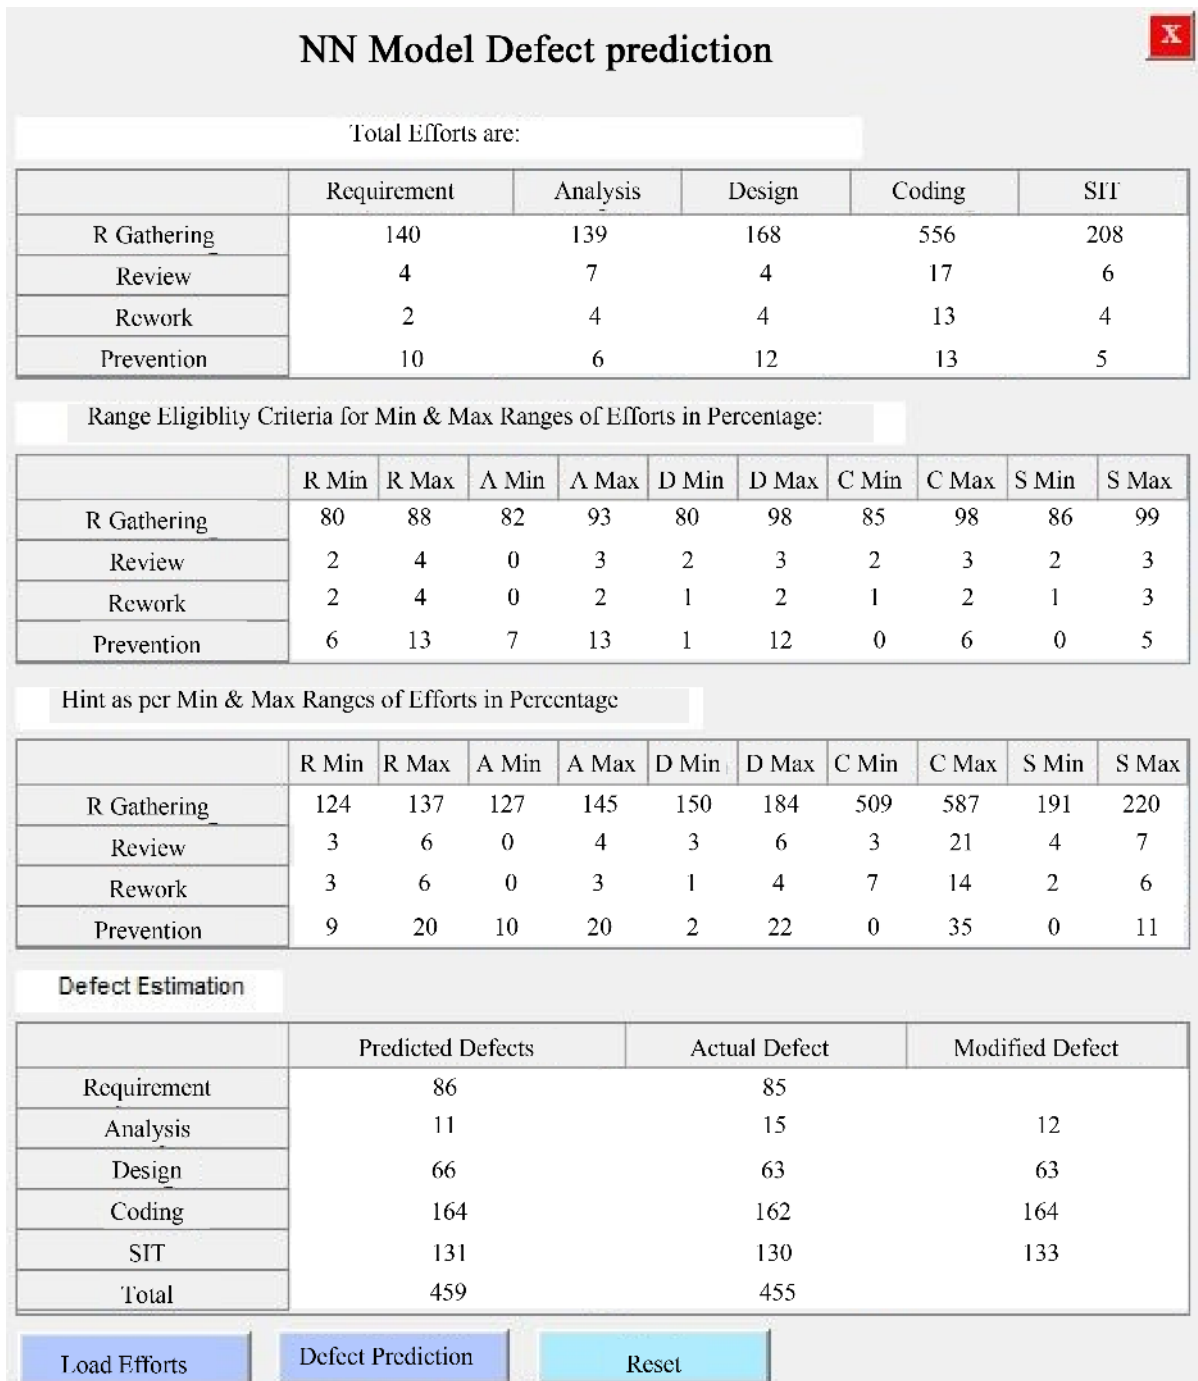 NN Model Defect prediction
X
Total Efforts are:
Requirement Analysis Design Coding SIT
R Gathering 140 139 168 556 208
Review 4 7 4 17 6
Rework 2 4 4 13 4
Prevention 10 6 12 13 5
Range Eligiblity Criteria for Min & Max Ranges of Efforts in Percentage:
R Min R Max A Min A Max D Min D Max C Min C Max S Min S Max
R Gathering 80 88 82 93 80 98 85 98 86 99
Review 2 4 0 3 2 3 2 3 2 3
Rework 2 4 0 2 1 2 1 2 1 3
Prevention 6 13 7 13 1 12 0 6 0 5
Hint as per Min & Max Ranges of Efforts in Percentage
R Min R Max A Min A Max D Min D Max C Min C Max S Min S Max
R Gathering 124 137 127 145 150 184 509 587 191 220
Review 3 6 0 4 3 6 3 21 4 7
Rework 3 6 0 3 1 4 7 14 2 6
Prevention 9 20 10 20 2 22 0 35 0 11
Defect Estimation
Predicted Defects Actual Defect Modified Defect
Requirement 86 85
Analysis 11 15 12
Design 66 63 63
Coding 164 162 164
SIT 131 130 133
Total 459 455
Load Efforts Defect Prediction Reset